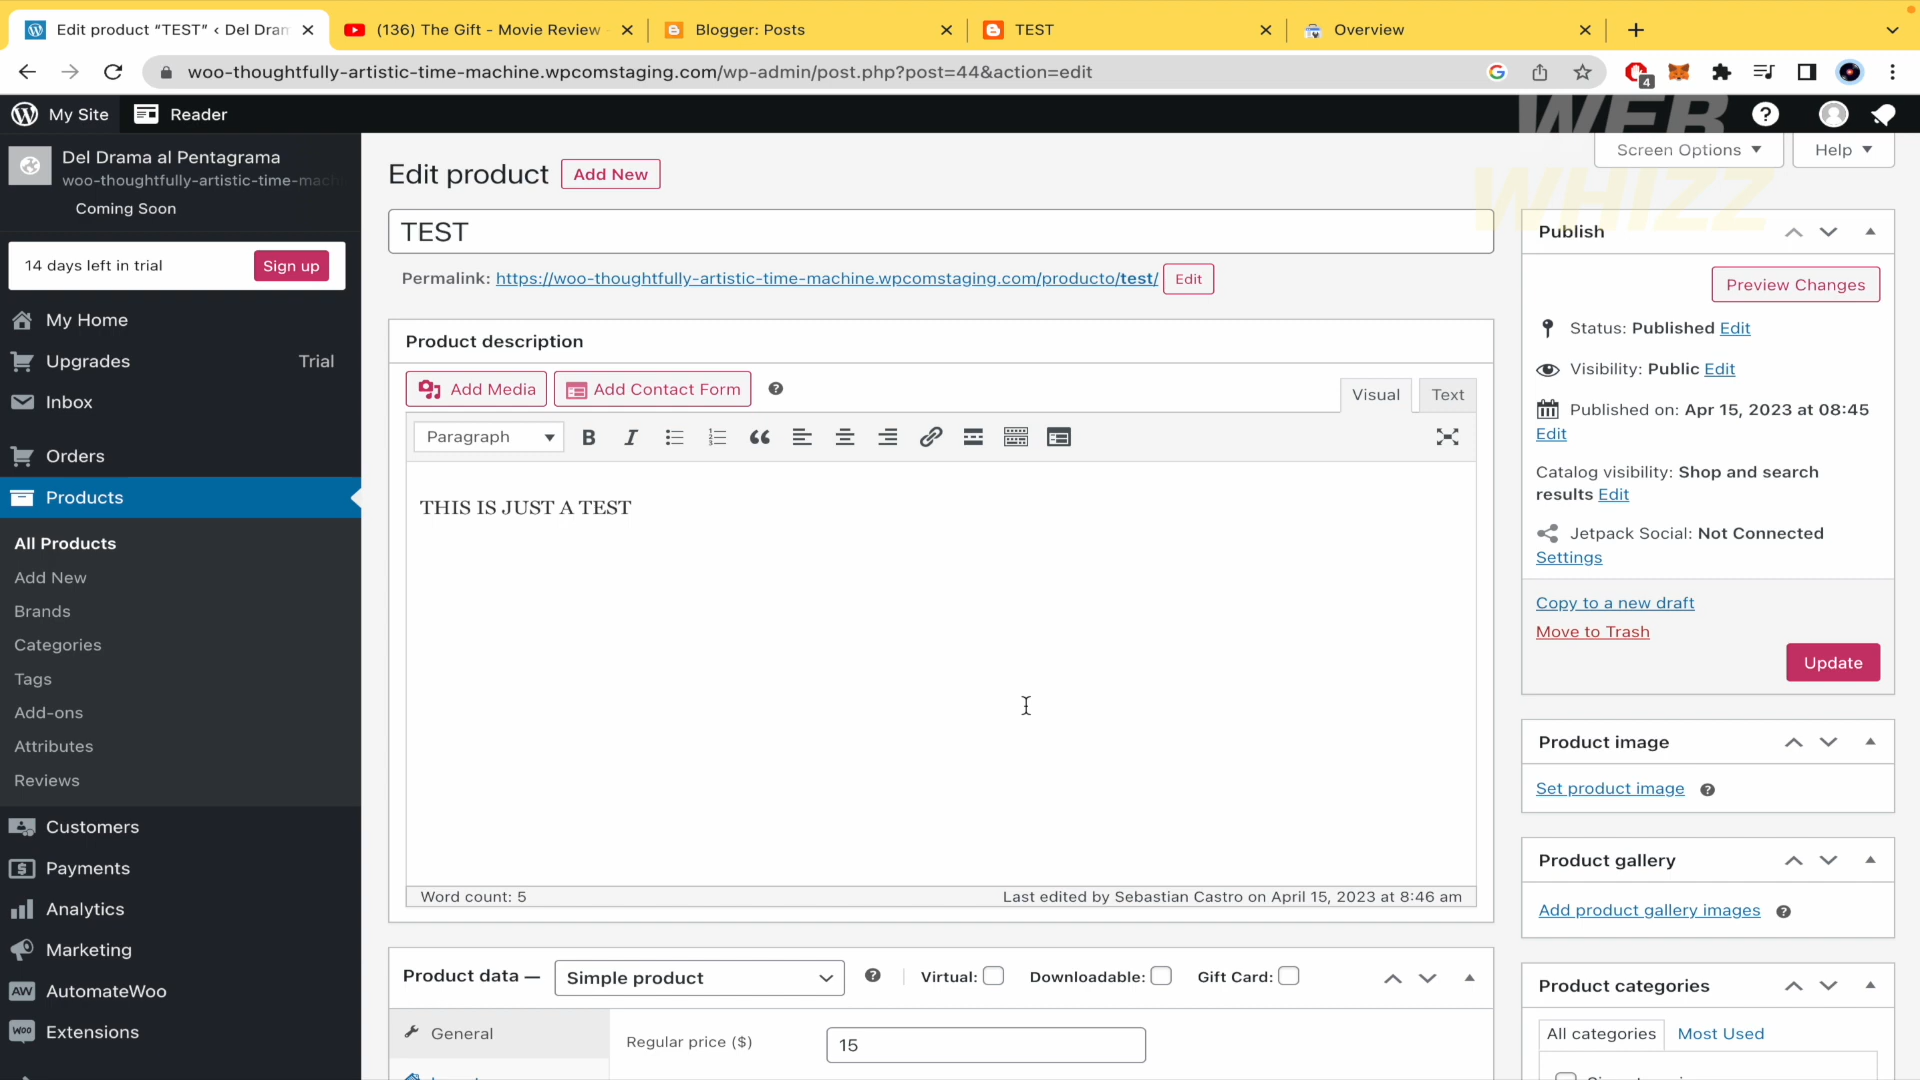 Edit product “TEST” ‹ Del Dram
(136) The Gift - Movie Review
Blogger: Posts
TEST
Overview
woo-thoughtfully-artistic-time-machine.wpcomstaging.com/wp-admin/post.php?post=44&action=edit
4
My Site
Reader
WEB
WHIZZ
Del Drama al Pentagrama
woo-thoughtfully-artistic-time-mach
Coming Soon
14 days left in trial
Sign up
My Home
Upgrades
Trial
Inbox
Orders
Products
All Products
Add New
Brands
Categories
Tags
Add-ons
Attributes
Reviews
Customers
Payments
Analytics
Marketing
AW AutomateWoo
Woo Extensions
Screen Options
Help
Edit product
Add New
TEST
Permalink: https://woo-thoughtfully-artistic-time-machine.wpcomstaging.com/producto/test/ Edit
Product description
Add Media
Add Contact Form
Visual
Text
Paragraph
THIS IS JUST A TEST
Word count: 5
Last edited by Sebastian Castro on April 15, 2023 at 8:46 am
Product data —
Simple product
Virtual:
Downloadable:
Gift Card:
General
Regular price ($)
15
Publish
Preview Changes
Status: Published Edit
Visibility: Public Edit
Published on: Apr 15, 2023 at 08:45
Edit
Catalog visibility: Shop and search
results Edit
Jetpack Social: Not Connected
Settings
Copy to a new draft
Move to Trash
Update
Product image
Set product image
Product gallery
Add product gallery images
Product categories
All categories
Most Used